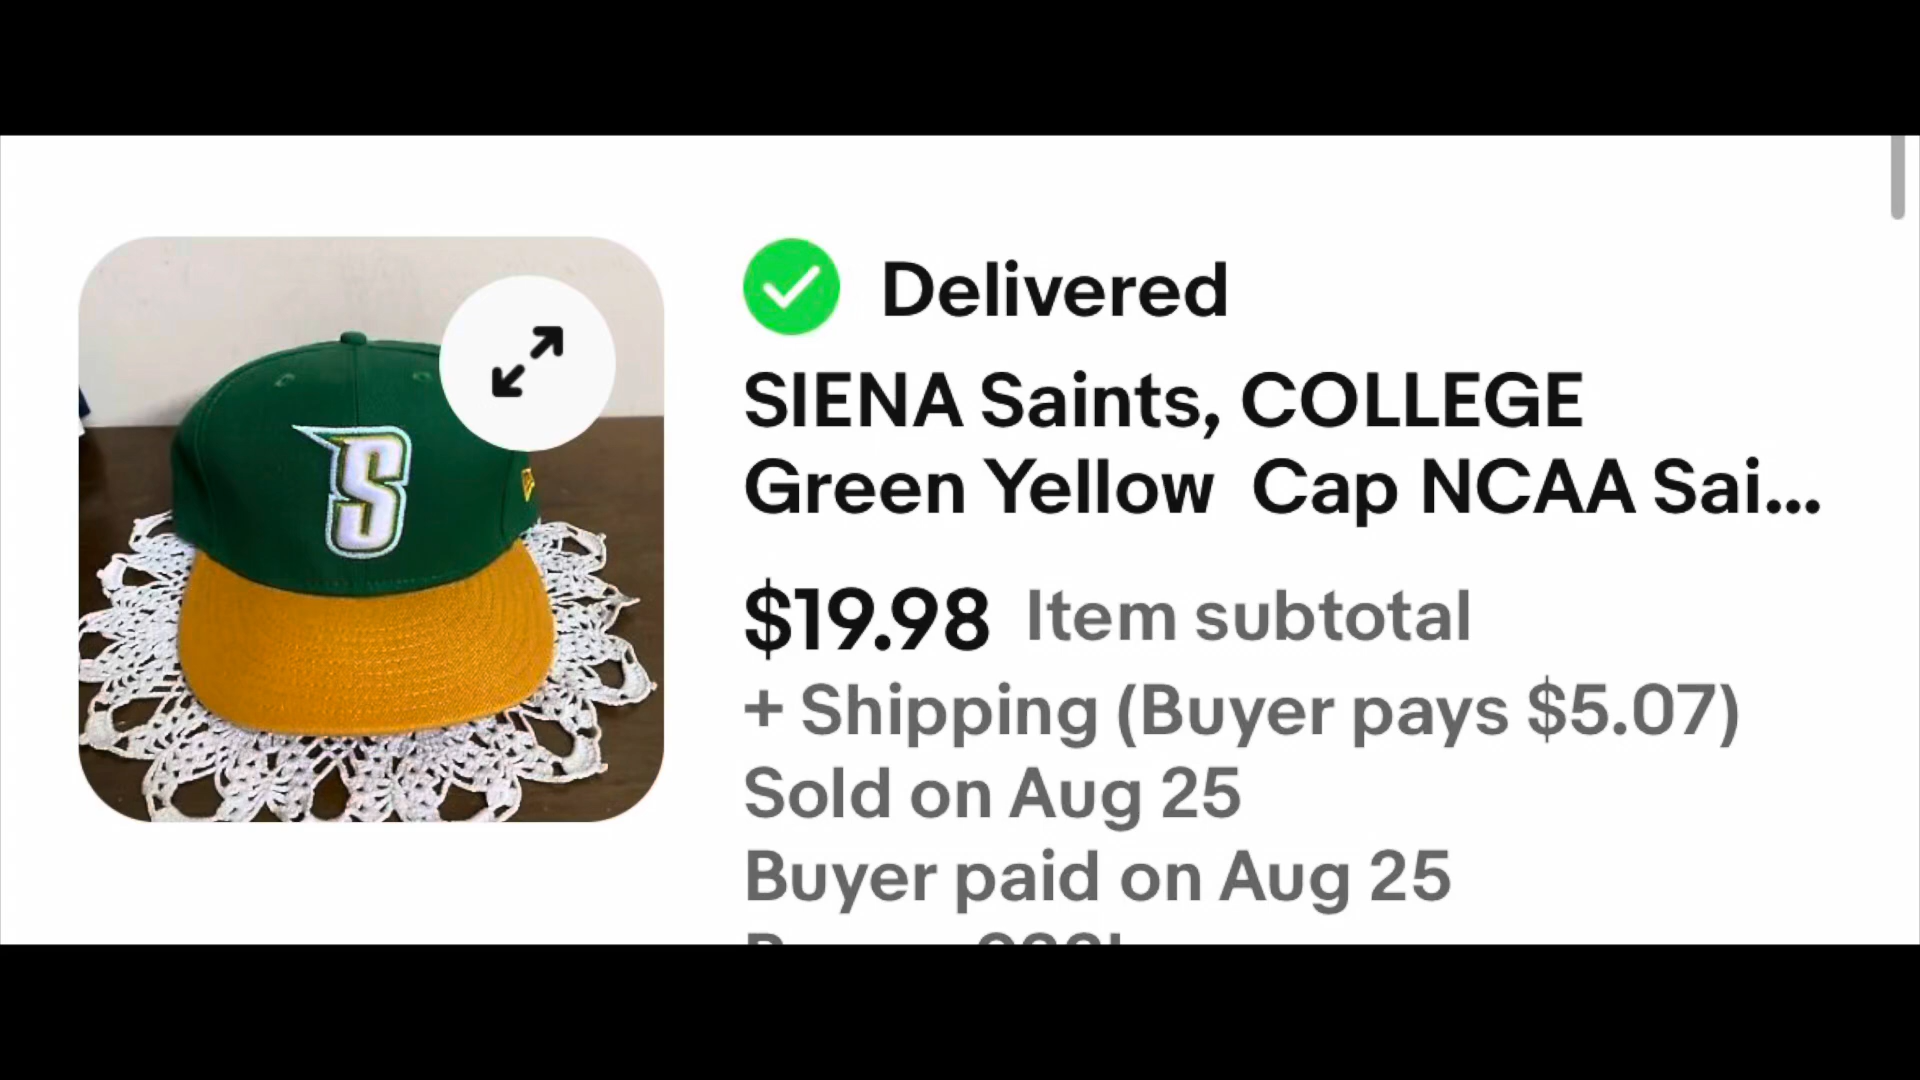 S
Delivered
SIENA Saints, COLLEGE
Green Yellow  Cap NCAA Sai...
$19.98 Item subtotal
+ Shipping (Buyer pays $5.07)
Sold on Aug 25
Buyer paid on Aug 25